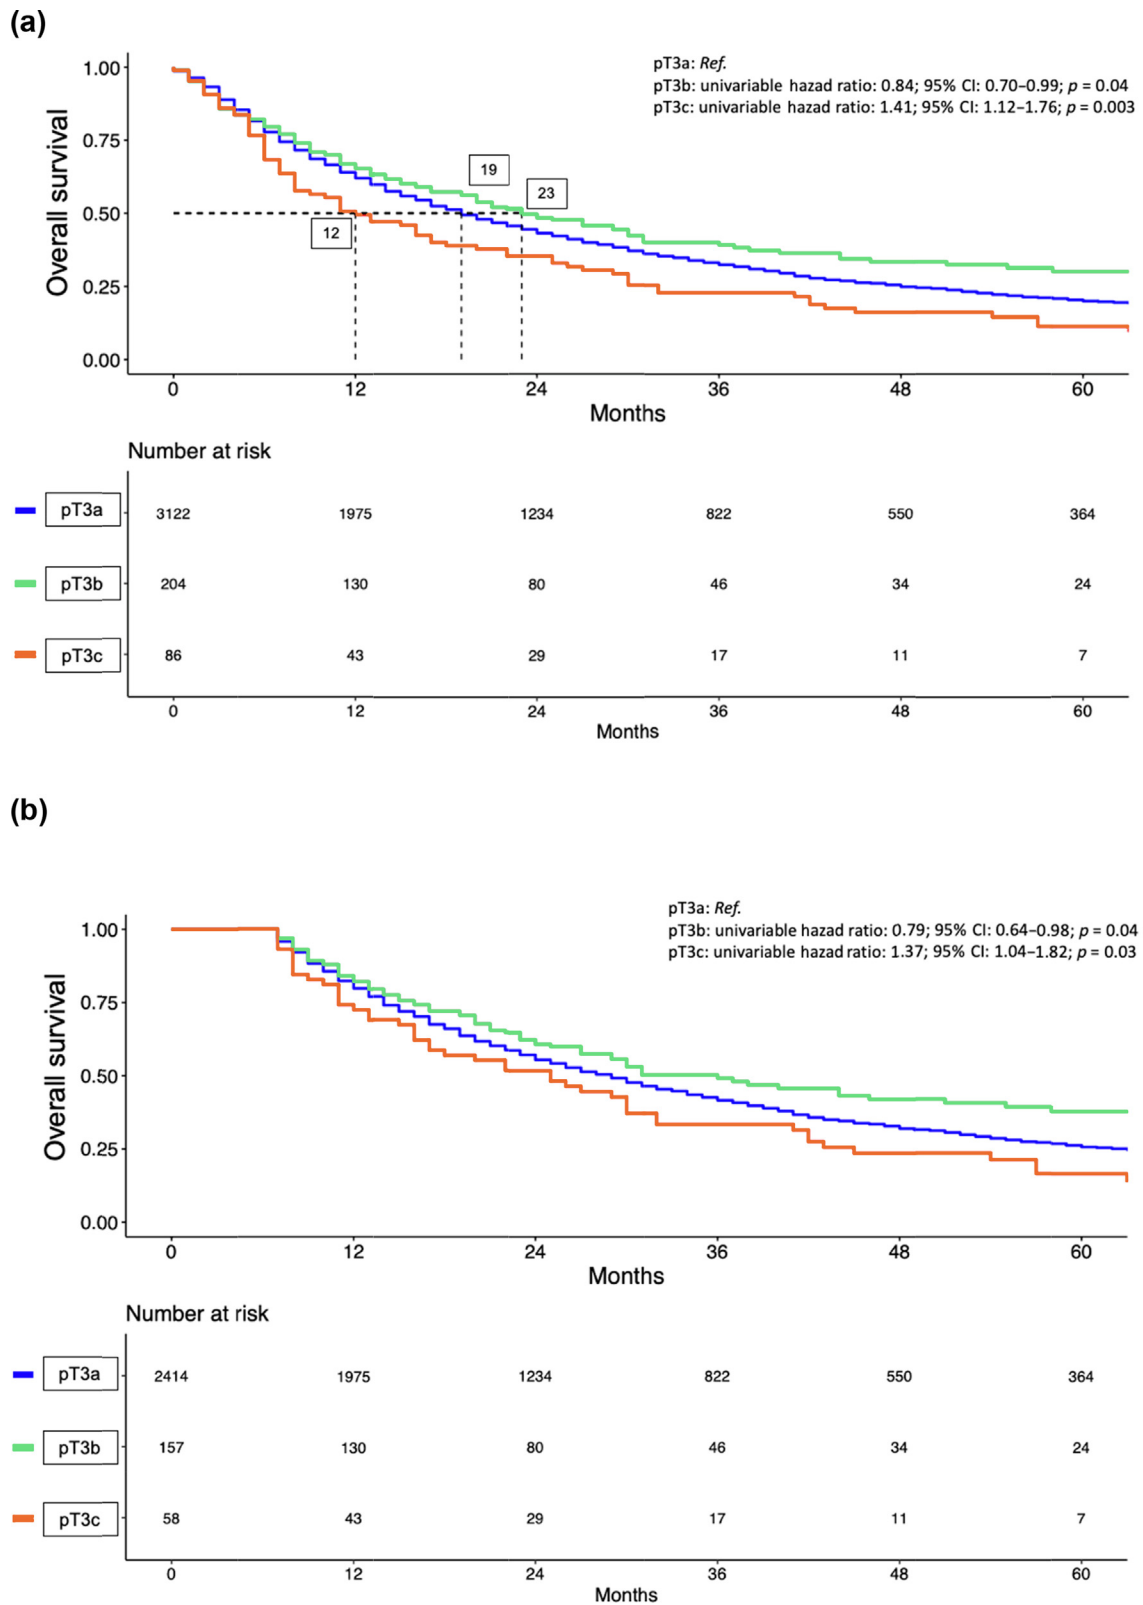 (a)
pT3a: Ref.
pT3b: univariable hazad ratio: 0.84; 95% CI: 0.70–0.99; p = 0.04
pT3c: univariable hazad ratio: 1.41; 95% CI: 1.12–1.76; p = 0.003
Overall survival
1.00
0.75
0.50
0.25
0.00
19
23
12
0 12 24 36 48 60
Months
Number at risk
pT3a 3122 1975 1234 822 550 364
pT3b 204 130 80 46 34 24
pT3c 86 43 29 17 11 7
0 12 24 36 48 60
Months
(b)
pT3a: Ref.
pT3b: univariable hazad ratio: 0.79; 95% CI: 0.64–0.98; p = 0.04
pT3c: univariable hazad ratio: 1.37; 95% CI: 1.04–1.82; p = 0.03
Overall survival
1.00
0.75
0.50
0.25
0.00
0 12 24 36 48 60
Months
Number at risk
pT3a 2414 1975 1234 822 550 364
pT3b 157 130 80 46 34 24
pT3c 58 43 29 17 11 7
0 12 24 36 48 60
Months